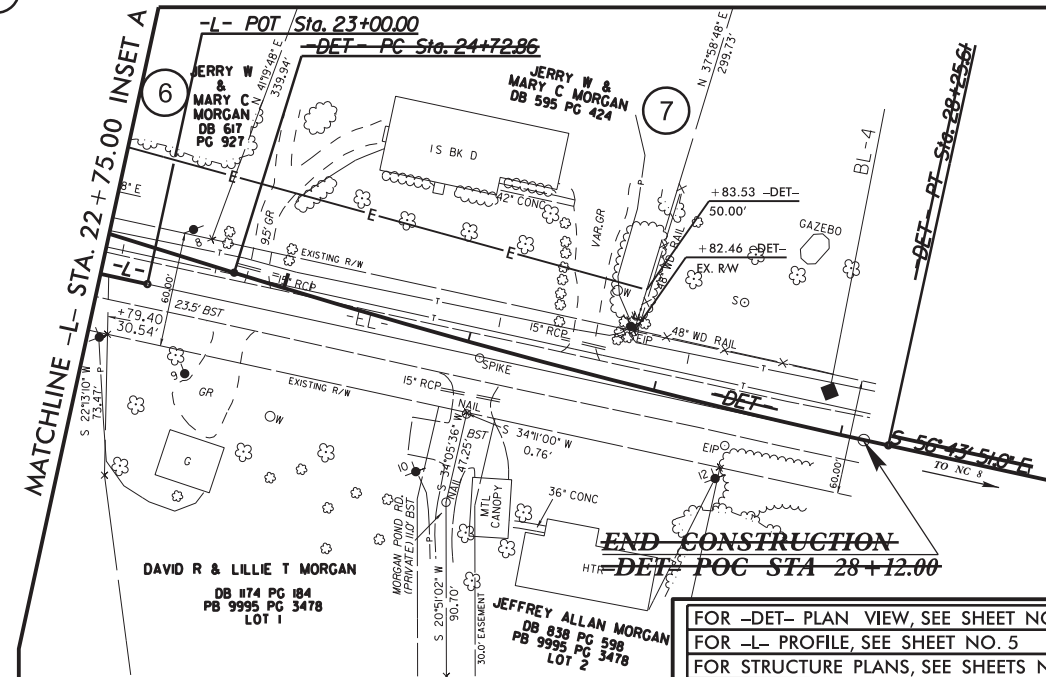 -L- POT Sta. 23+00.00
-DET- PC Sta. 24+72.86
MATCHLINE -L- STA. 22+75.00 INSET A
6
JERRY W
&
MARY C
MORGAN
DB 617
PG 927
N 41°19'48" E
339.94'
JERRY W &
MARY C MORGAN
DB 595 PG 424
7
N 37°58'48" E
299.73'
BL-4
-DET- PT Sta. 28+25.61
1S BK D
42" CONC
E
E
E
8" E
9.5' GR
VAR.GR
+83.53 -DET-
50.00'
+82.46 -DET-
EX. R/W
GAZEBO
S
W
48" WD RAIL
48" WD RAIL
8
EXISTING R/W
T
T
T
T
T
15" RCP
15" RCP
EIP
-L-
60.00'
23.5' BST
-EL-
+79.40
30.54'
P
S 22°13'10" W
73.47'
9
GR
W
EXISTING R/W
15" RCP
SPIKE
NAIL
BST
S 34°11'00" W
0.76'
S 34°05'36" W
47.25'
NAIL
-DET-
EIP
12
60.00'
S 56°43'51.9" E
TO NC 8
G
10
P
P
MTL
CANOPY
36" CONC
MORGAN POND RD.
(PRIVATE) 11.0' BST
S 20°51'02" W
90.70'
30.0' EASEMENT
HTR
END CONSTRUCTION
-DET- POC STA 28+12.00
DAVID R & LILLIE T MORGAN
DB 1174 PG 184
PB 9995 PG 3478
LOT 1
JEFFREY ALLAN MORGAN
DB 838 PG 598
PB 9995 PG 3478
LOT 2
FOR -DET- PLAN VIEW, SEE SHEET NO
FOR -L- PROFILE, SEE SHEET NO. 5
FOR STRUCTURE PLANS, SEE SHEETS N